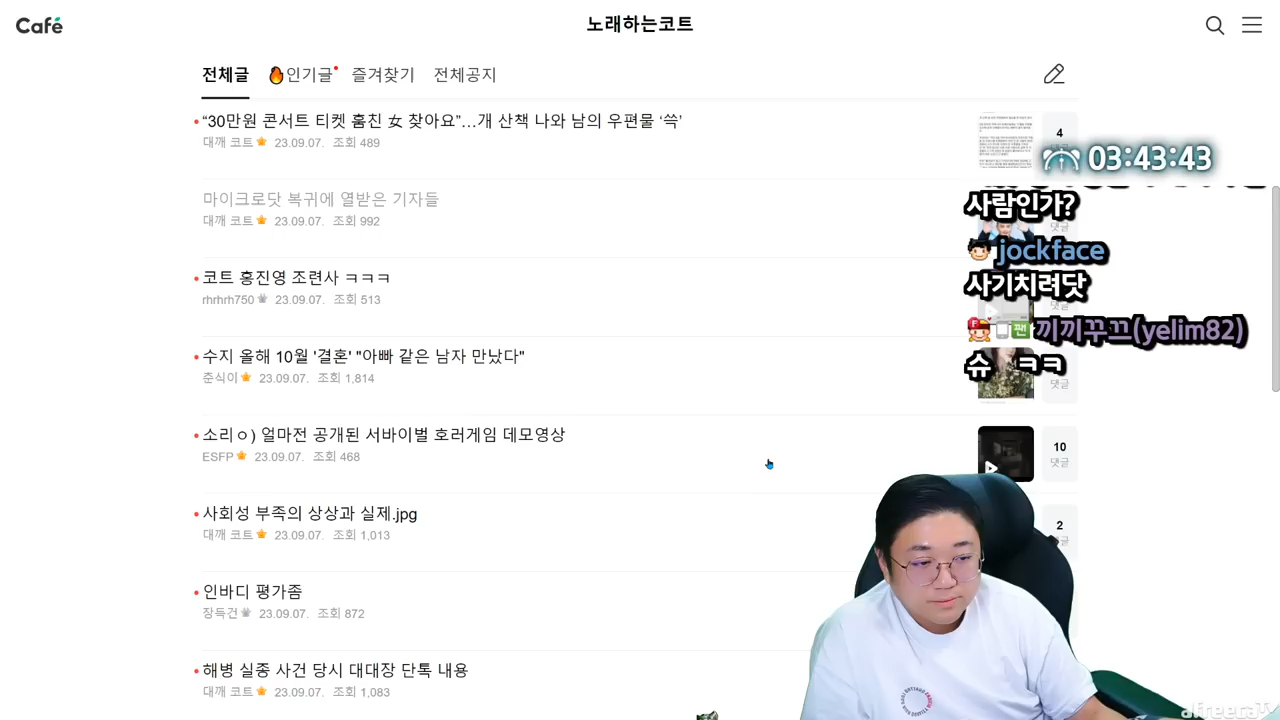 Café
노래하는코트
전체글
🔥인기글
즐겨찾기
전체공지
“30만원 콘서트 티켓 훔친 女 찾아요”…개 산책 나와 남의 우편물 ‘쓱’
대깨 코트 조회 489
4
03:43:43
마이크로닷 복귀에 열받은 기자들
대깨 코트 23.09.07. 조회 992
댓글
사람인가?
jockface
코트 홍진영 조련사 ㅋㅋㅋ
rhrhrh750 23.09.07. 조회 513
댓글
사기치려닷
팬 끼끼꾸끄(yelim82)
수지 올해 10월 '결혼' "아빠 같은 남자 만났다"
춘식이 23.09.07. 조회 1,814
댓글
슈 ㅋㅋ
소리ㅇ) 얼마전 공개된 서바이벌 호러게임 데모영상
ESFP 23.09.07. 조회 468
10
댓글
사회성 부족의 상상과 실제.jpg
대깨 코트 23.09.07. 조회 1,013
2
인바디 평가좀
장독건 23.09.07. 조회 872
해병 실종 사건 당시 대대장 단톡 내용
대깨 코트 23.09.07. 조회 1,083
afreecaTV